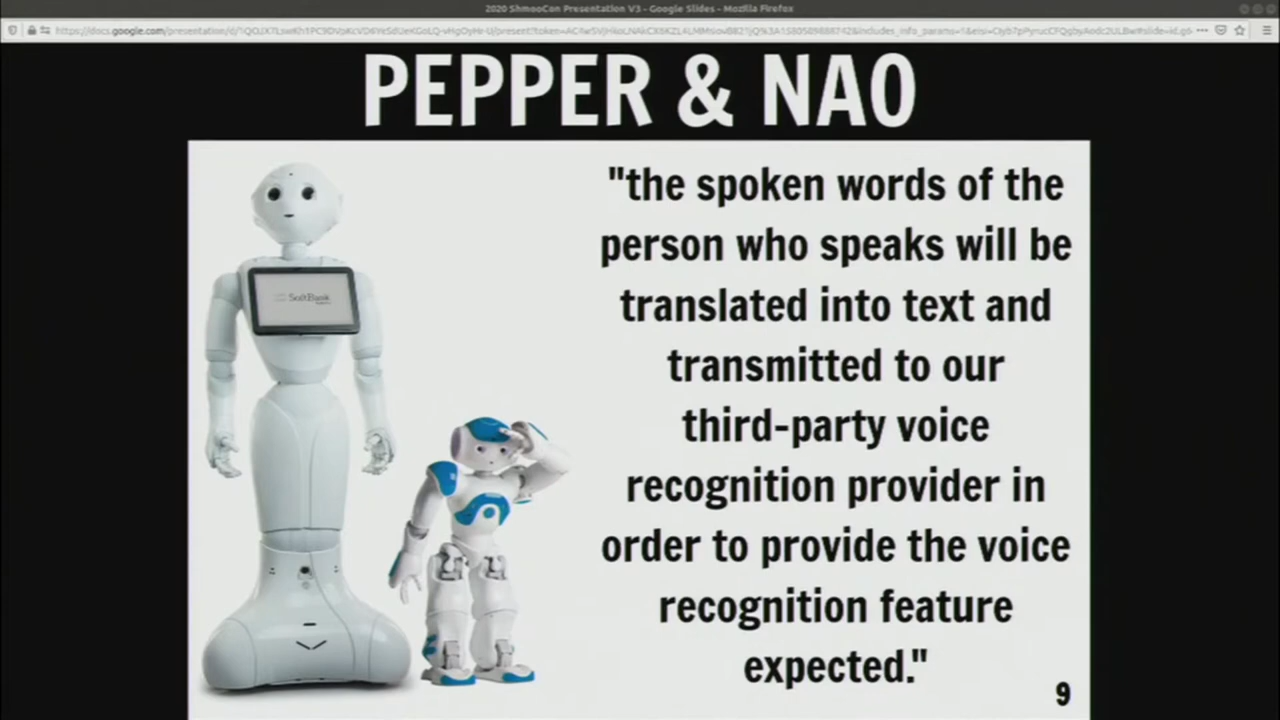 2020 ShmooCon Presentation V3 - Google Slides - Mozilla Firefox
PEPPER & NAO
"the spoken words of the
person who speaks will be
translated into text and
transmitted to our
third-party voice
recognition provider in
order to provide the voice
recognition feature
expected."
SoftBank
9